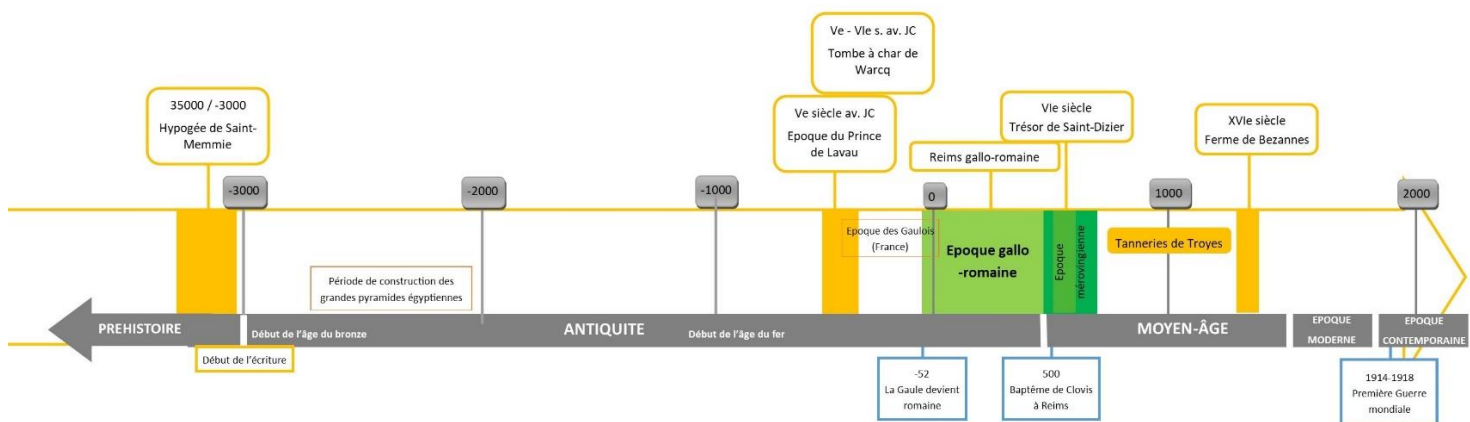 Ve - VIe s. av. JC
Tombe à char de
Warcq
35000 / -3000
Hypogée de Saint-
Memmie
Ve siècle av. JC
Epoque du Prince
de Lavau
VIe siècle
Trésor de Saint-Dizier
XVIe siècle
Ferme de Bezannes
Reims gallo-romaine
-3000
-2000
-1000
0
1000
2000
Epoque des Gaulois
(France)
Epoque gallo
-romaine
Epoque
mérovingienne
Tanneries de Troyes
Période de construction des
grandes pyramides égyptiennes
PREHISTOIRE
Début de l'âge du bronze
ANTIQUITE
Début de l'âge du fer
MOYEN-ÂGE
EPOQUE
MODERNE
EPOQUE
CONTEMPORAINE
Début de l'écriture
-52
La Gaule devient
romaine
500
Baptême de Clovis
à Reims
1914-1918
Première Guerre
mondiale